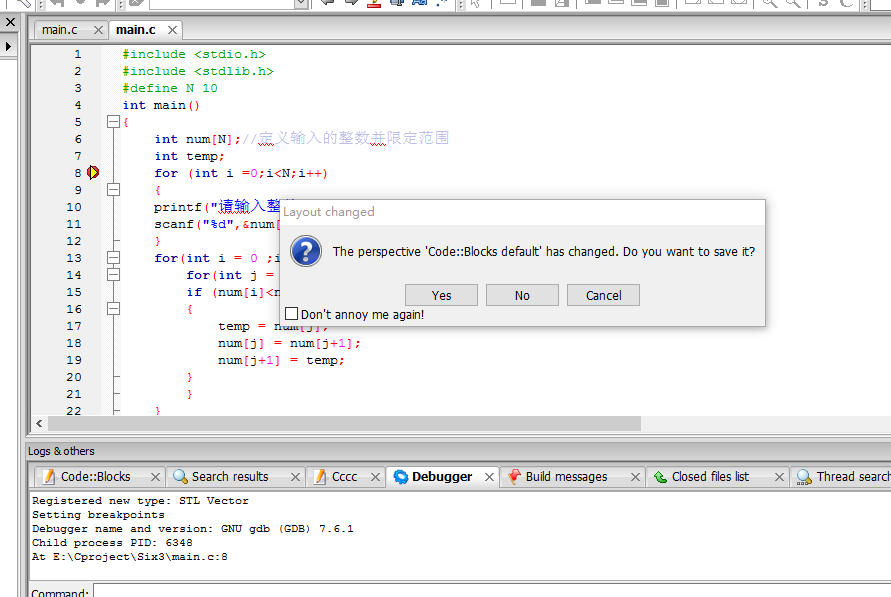 main.c
main.c
1 #include <stdio.h>
2 #include <stdlib.h>
3 #define N 10
4 int main()
5 {
6 int num[N];//定义输入的整数并限定范围
7 int temp;
8 for (int i =0;i<N;i++)
9 {
10 printf("请输入整
11 scanf("%d",&num[
12 }
13 for(int i = 0 ;i
14 for(int j =
15 if (num[i]<n
16 {
17 temp = num[j];
18 num[j] = num[j+1];
19 num[j+1] = temp;
20 }
21 }
22 }
Layout changed
The perspective 'Code::Blocks default' has changed. Do you want to save it?
Yes No Cancel
Don't annoy me again!
Logs & others
Code::Blocks Search results Cccc Debugger Build messages Closed files list Thread search
Registered new type: STL Vector
Setting breakpoints
Debugger name and version: GNU gdb (GDB) 7.6.1
Child process PID: 6348
At E:\Cproject\Six3\main.c:8
Command: